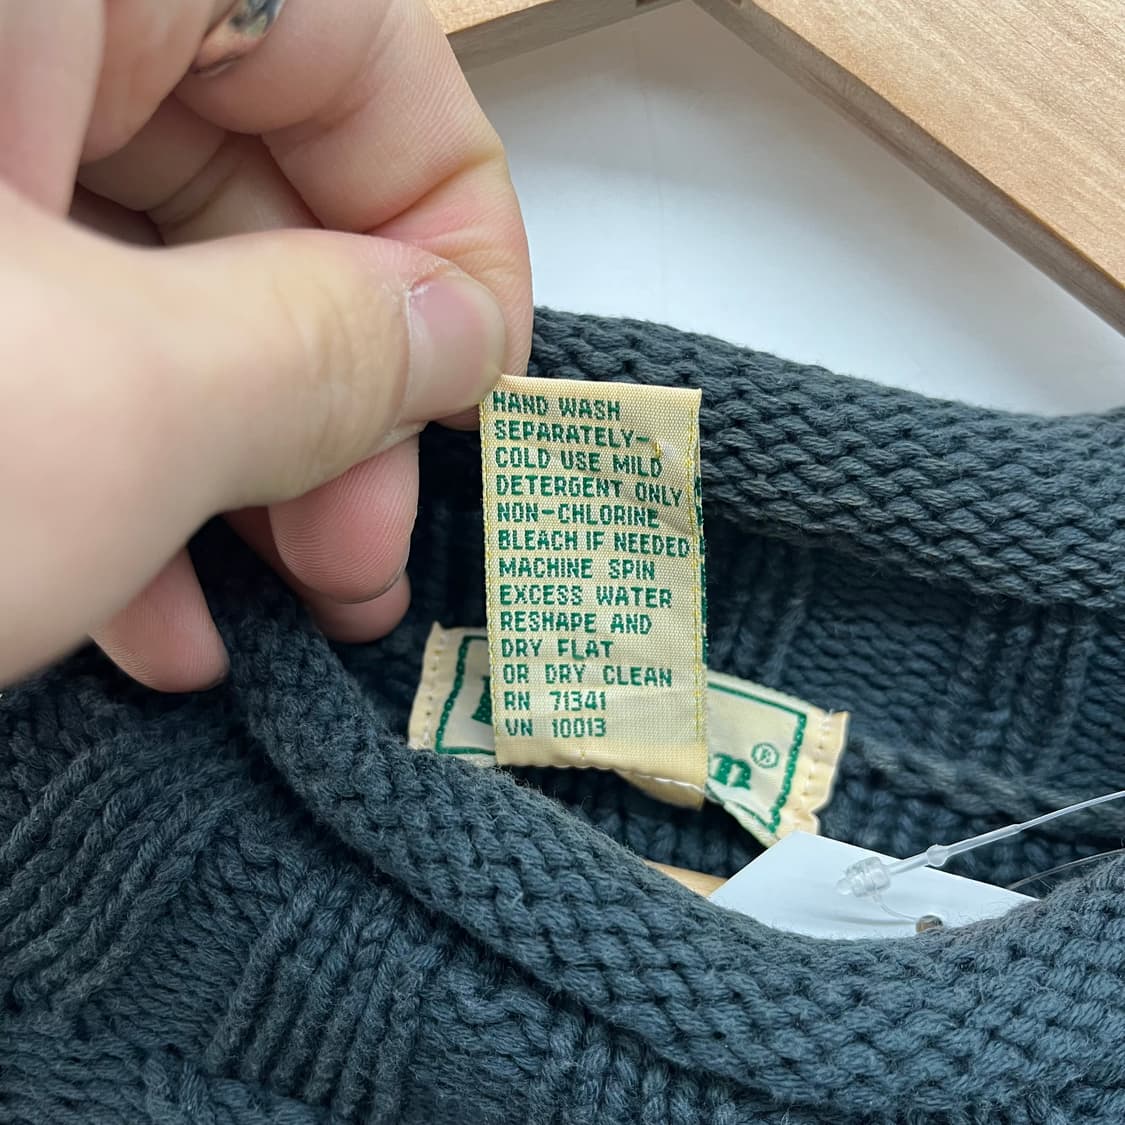 HAND WASH
SEPARATELY-
COLD USE MILD
DETERGENT ONLY
NON-CHLORINE
BLEACH IF NEEDED
MACHINE SPIN
EXCESS WATER
RESHAPE AND
DRY FLAT
OR DRY CLEAN
RN 71341
VN 10013